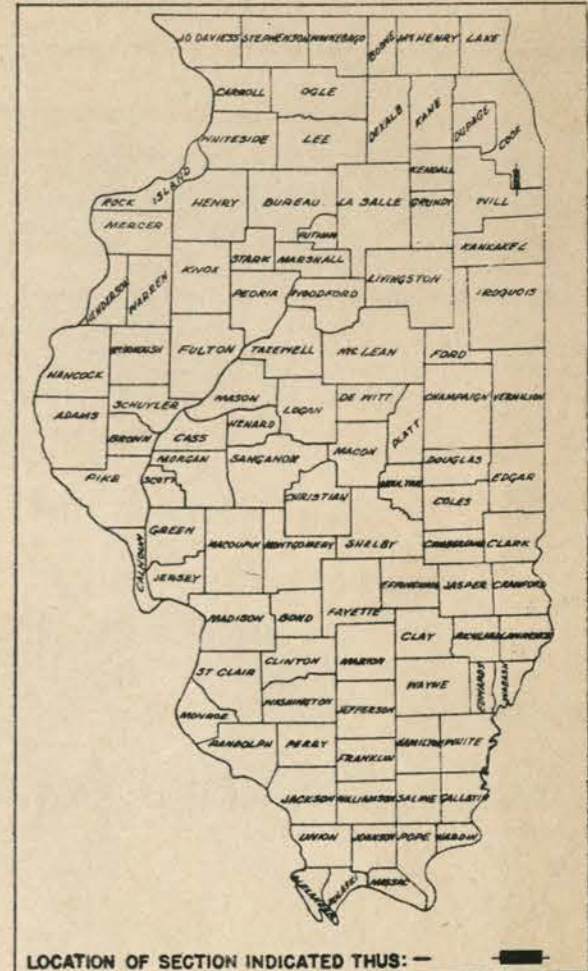 JO DAVIESS STEPHENSON WINNEBAGO BOONE MCHENRY LAKE
CARROLL OGLE DEKALB KANE DUPAGE COOK
WHITESIDE LEE
KENDALL
ROCK ISLAND HENRY BUREAU LA SALLE GRUNDY WILL
MERCER
PUTNAM
KANKAKEE
KNOX STARK MARSHALL
HENDERSON WARREN PEORIA WOODFORD LIVINGSTON IROQUOIS
HANCOCK MCDONOUGH FULTON TAZEWELL MCLEAN FORD
MASON
ADAMS SCHUYLER LOGAN DE WITT CHAMPAIGN VERMILION
BROWN CASS MENARD PIATT
PIKE MORGAN SANGAMON MACON DOUGLAS EDGAR
SCOTT CHRISTIAN MOULTRIE COLES
GREEN
CALHOUN MACOUPIN MONTGOMERY SHELBY CUMBERLAND CLARK
JERSEY EFFINGHAM JASPER CRAWFORD
MADISON BOND FAYETTE
CLAY RICHLAND LAWRENCE
ST CLAIR CLINTON MARION
WAYNE EDWARDS WABASH
MONROE WASHINGTON JEFFERSON
RANDOLPH PERRY HAMILTON WHITE
FRANKLIN
JACKSON WILLIAMSON SALINE GALLATIN
UNION JOHNSON POPE HARDIN
ALEXANDER PULASKI MASSAC
LOCATION OF SECTION INDICATED THUS: —